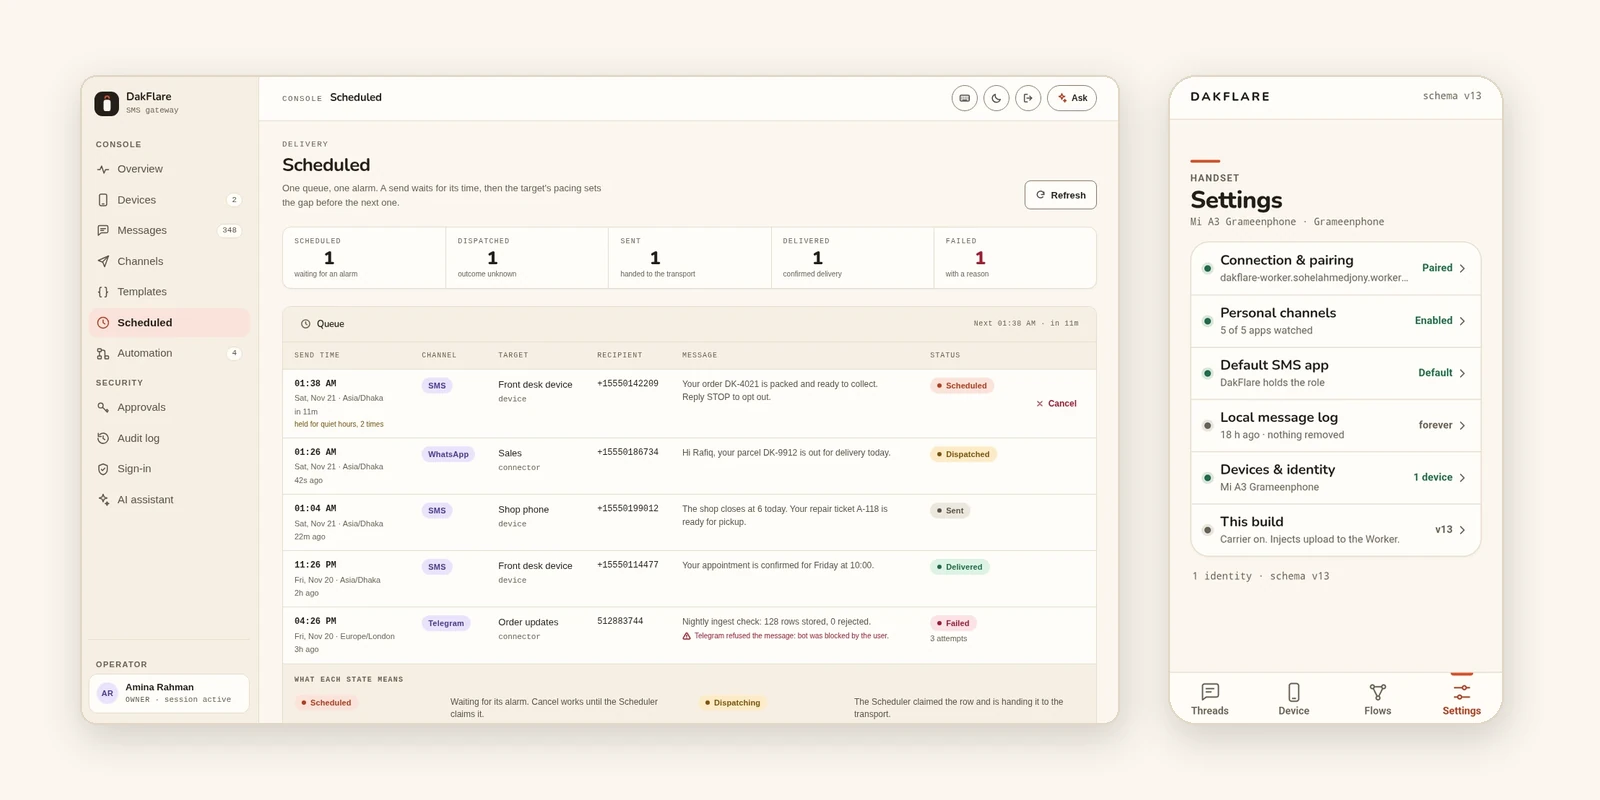 DakFlare
SMS gateway
CONSOLE
Overview
Devices 2
Messages 348
Channels
Templates
Scheduled
Automation 4
SECURITY
Approvals
Audit log
Sign-in
AI assistant
OPERATOR
AR
Amina Rahman
OWNER · session active
CONSOLE Scheduled
Ask
DELIVERY
Scheduled
One queue, one alarm. A send waits for its time, then the target's pacing sets
the gap before the next one.
Refresh
SCHEDULED
1
waiting for an alarm
DISPATCHED
1
outcome unknown
SENT
1
handed to the transport
DELIVERED
1
confirmed delivery
FAILED
1
with a reason
Queue
Next 01:38 AM · in 11m
SEND TIME CHANNEL TARGET RECIPIENT MESSAGE STATUS
01:38 AM
Sat, Nov 21 · Asia/Dhaka
in 11m
held for quiet hours, 2 times
SMS
Front desk device
device
+15550142209
Your order DK-4021 is packed and ready to collect.
Reply STOP to opt out.
Scheduled
Cancel
01:26 AM
Sat, Nov 21 · Asia/Dhaka
42s ago
WhatsApp
Sales
connector
+15550186734
Hi Rafiq, your parcel DK-9912 is out for delivery today.
Dispatched
01:04 AM
Sat, Nov 21 · Asia/Dhaka
22m ago
SMS
Shop phone
device
+15550199012
The shop closes at 6 today. Your repair ticket A-118 is
ready for pickup.
Sent
11:26 PM
Fri, Nov 20 · Asia/Dhaka
2h ago
SMS
Front desk device
device
+15550114477
Your appointment is confirmed for Friday at 10:00.
Delivered
04:26 PM
Fri, Nov 20 · Europe/London
3h ago
Telegram
Order updates
connector
512883744
Nightly ingest check: 128 rows stored, 0 rejected.
Telegram refused the message: bot was blocked by the user.
Failed
3 attempts
WHAT EACH STATE MEANS
Scheduled
Waiting for its alarm. Cancel works until the Scheduler
claims it.
Dispatching
The Scheduler claimed the row and is handing it to the
transport.
DAKFLARE
schema v13
HANDSET
Settings
Mi A3 Grameenphone · Grameenphone
Connection & pairing
dakflare-worker.sohelahmedjony.worker...
Paired
Personal channels
5 of 5 apps watched
Enabled
Default SMS app
DakFlare holds the role
Default
Local message log
18 h ago · nothing removed
forever
Devices & identity
Mi A3 Grameenphone
1 device
This build
Carrier on. Injects upload to the Worker.
v13
1 identity · schema v13
Threads
Device
Flows
Settings